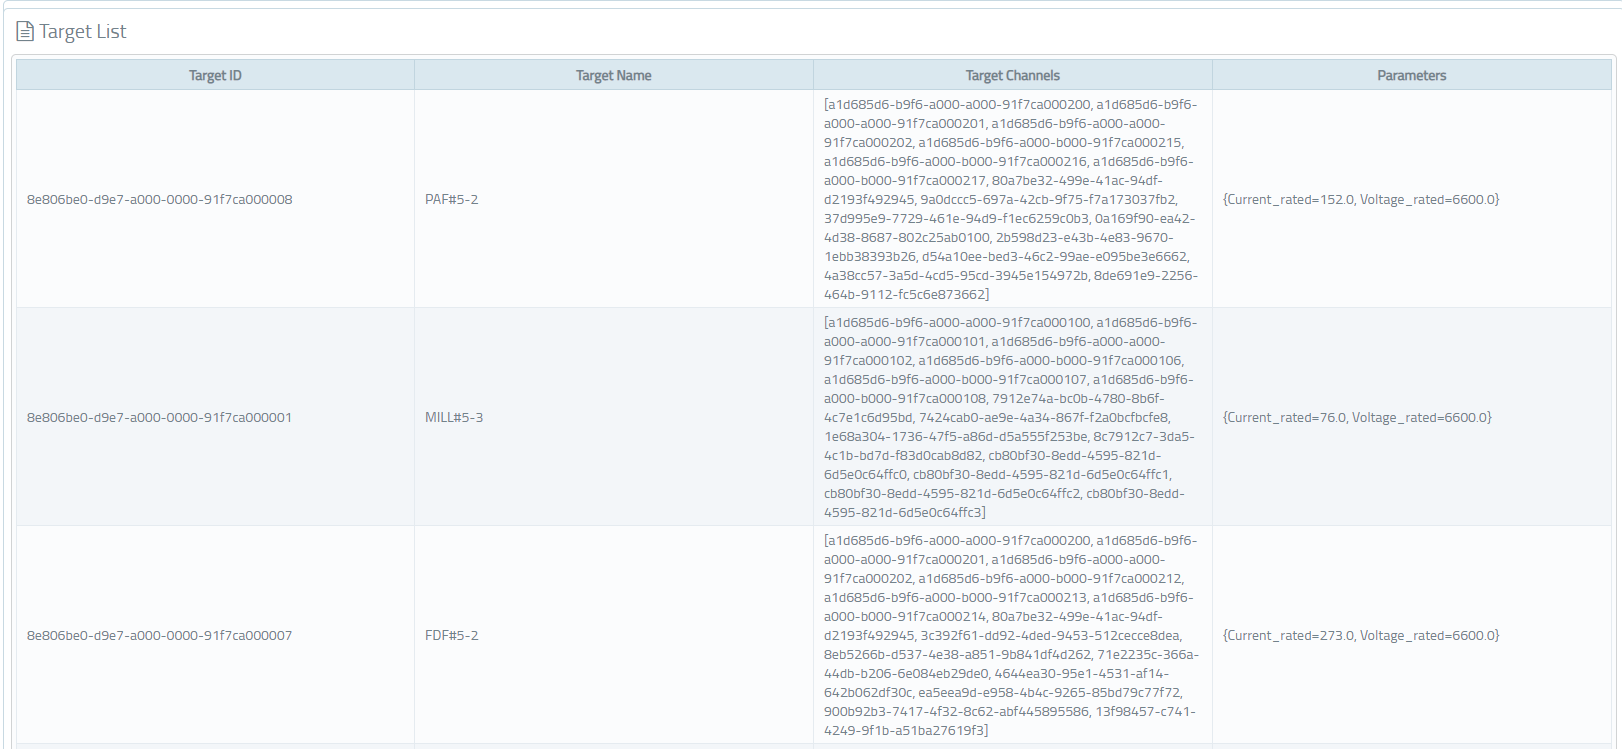 Target List
Target ID Target Name Target Channels Parameters
[a1d685d6-b9f6-a000-a000-91f7ca000200, a1d685d6-b9f6-
a000-a000-91f7ca000201, a1d685d6-b9f6-a000-a000-
91f7ca000202, a1d685d6-b9f6-a000-b000-91f7ca000215,
a1d685d6-b9f6-a000-b000-91f7ca000216, a1d685d6-b9f6-
a000-b000-91f7ca000217, 80a7be32-499e-41ac-94df-
8e806be0-d9e7-a000-0000-91f7ca000008 PAF#5-2 d2193f492945, 9a0dccc5-697a-42cb-9f75-f7a173037fb2, {Current_rated=152.0, Voltage_rated=6600.0}
37d995e9-7729-461e-94d9-f1ec6259c0b3, 0a169f90-ea42-
4d38-8687-802c25ab0100, 2b598d23-e43b-4e83-9670-
1ebb38393b26, d54a10ee-bed3-46c2-99ae-e095be3e6662,
4a38cc57-3a5d-4cd5-95cd-3945e154972b, 8de691e9-2256-
464b-9112-fc5c6e873662]
[a1d685d6-b9f6-a000-a000-91f7ca000100, a1d685d6-b9f6-
a000-a000-91f7ca000101, a1d685d6-b9f6-a000-a000-
91f7ca000102, a1d685d6-b9f6-a000-b000-91f7ca000106,
a1d685d6-b9f6-a000-b000-91f7ca000107, a1d685d6-b9f6-
a000-b000-91f7ca000108, 7912e74a-bc0b-4780-8b6f-
8e806be0-d9e7-a000-0000-91f7ca000001 MILL#5-3 4c7e1c6d95bd, 7424cab0-ae9e-4a34-867f-f2a0bcfbcfe8, {Current_rated=76.0, Voltage_rated=6600.0}
1e68a304-1736-47f5-a86d-d5a555f253be, 8c7912c7-3da5-
4c1b-bd7d-f83d0cab8d82, cb80bf30-8edd-4595-821d-
6d5e0c64ffc0, cb80bf30-8edd-4595-821d-6d5e0c64ffc1,
cb80bf30-8edd-4595-821d-6d5e0c64ffc2, cb80bf30-8edd-
4595-821d-6d5e0c64ffc3]
[a1d685d6-b9f6-a000-a000-91f7ca000200, a1d685d6-b9f6-
a000-a000-91f7ca000201, a1d685d6-b9f6-a000-a000-
91f7ca000202, a1d685d6-b9f6-a000-b000-91f7ca000212,
a1d685d6-b9f6-a000-b000-91f7ca000213, a1d685d6-b9f6-
a000-b000-91f7ca000214, 80a7be32-499e-41ac-94df-
8e806be0-d9e7-a000-0000-91f7ca000007 FDF#5-2 d2193f492945, 3c392f61-dd92-4ded-9453-512cecce8dea, {Current_rated=273.0, Voltage_rated=6600.0}
8eb5266b-d537-4e38-a851-9b841df4d262, 71e2235c-366a-
44db-b206-6e084eb29de0, 4644ea30-95e1-4531-af14-
642b062df30c, ea5eea9d-e958-4b4c-9265-85bd79c77f72,
900b92b3-7417-4f32-8c62-abf445895586, 13f98457-c741-
4249-9f1b-a51ba27619f3]